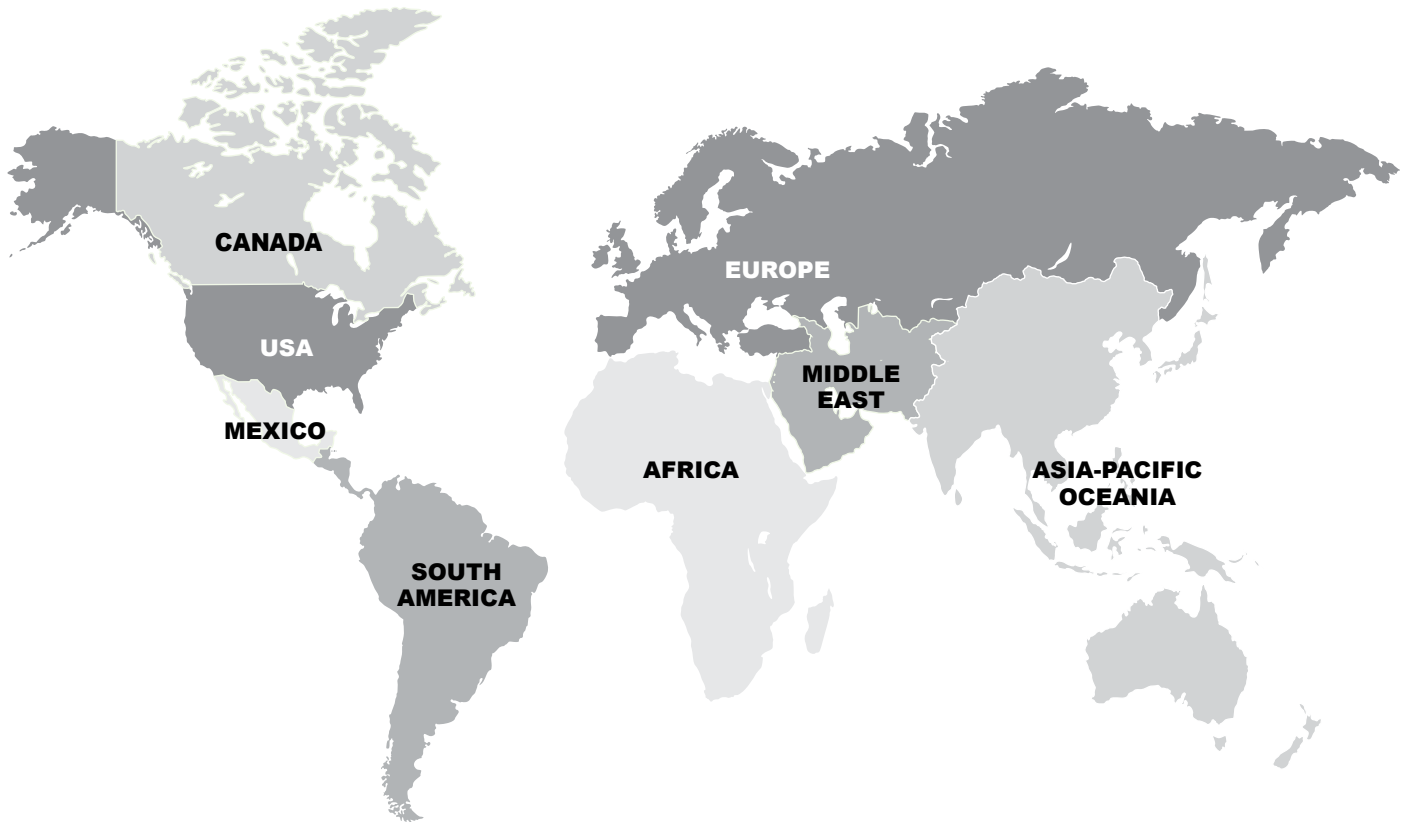 CANADA
USA
MEXICO
SOUTH
AMERICA
EUROPE
MIDDLE
EAST
AFRICA
ASIA-PACIFIC
OCEANIA